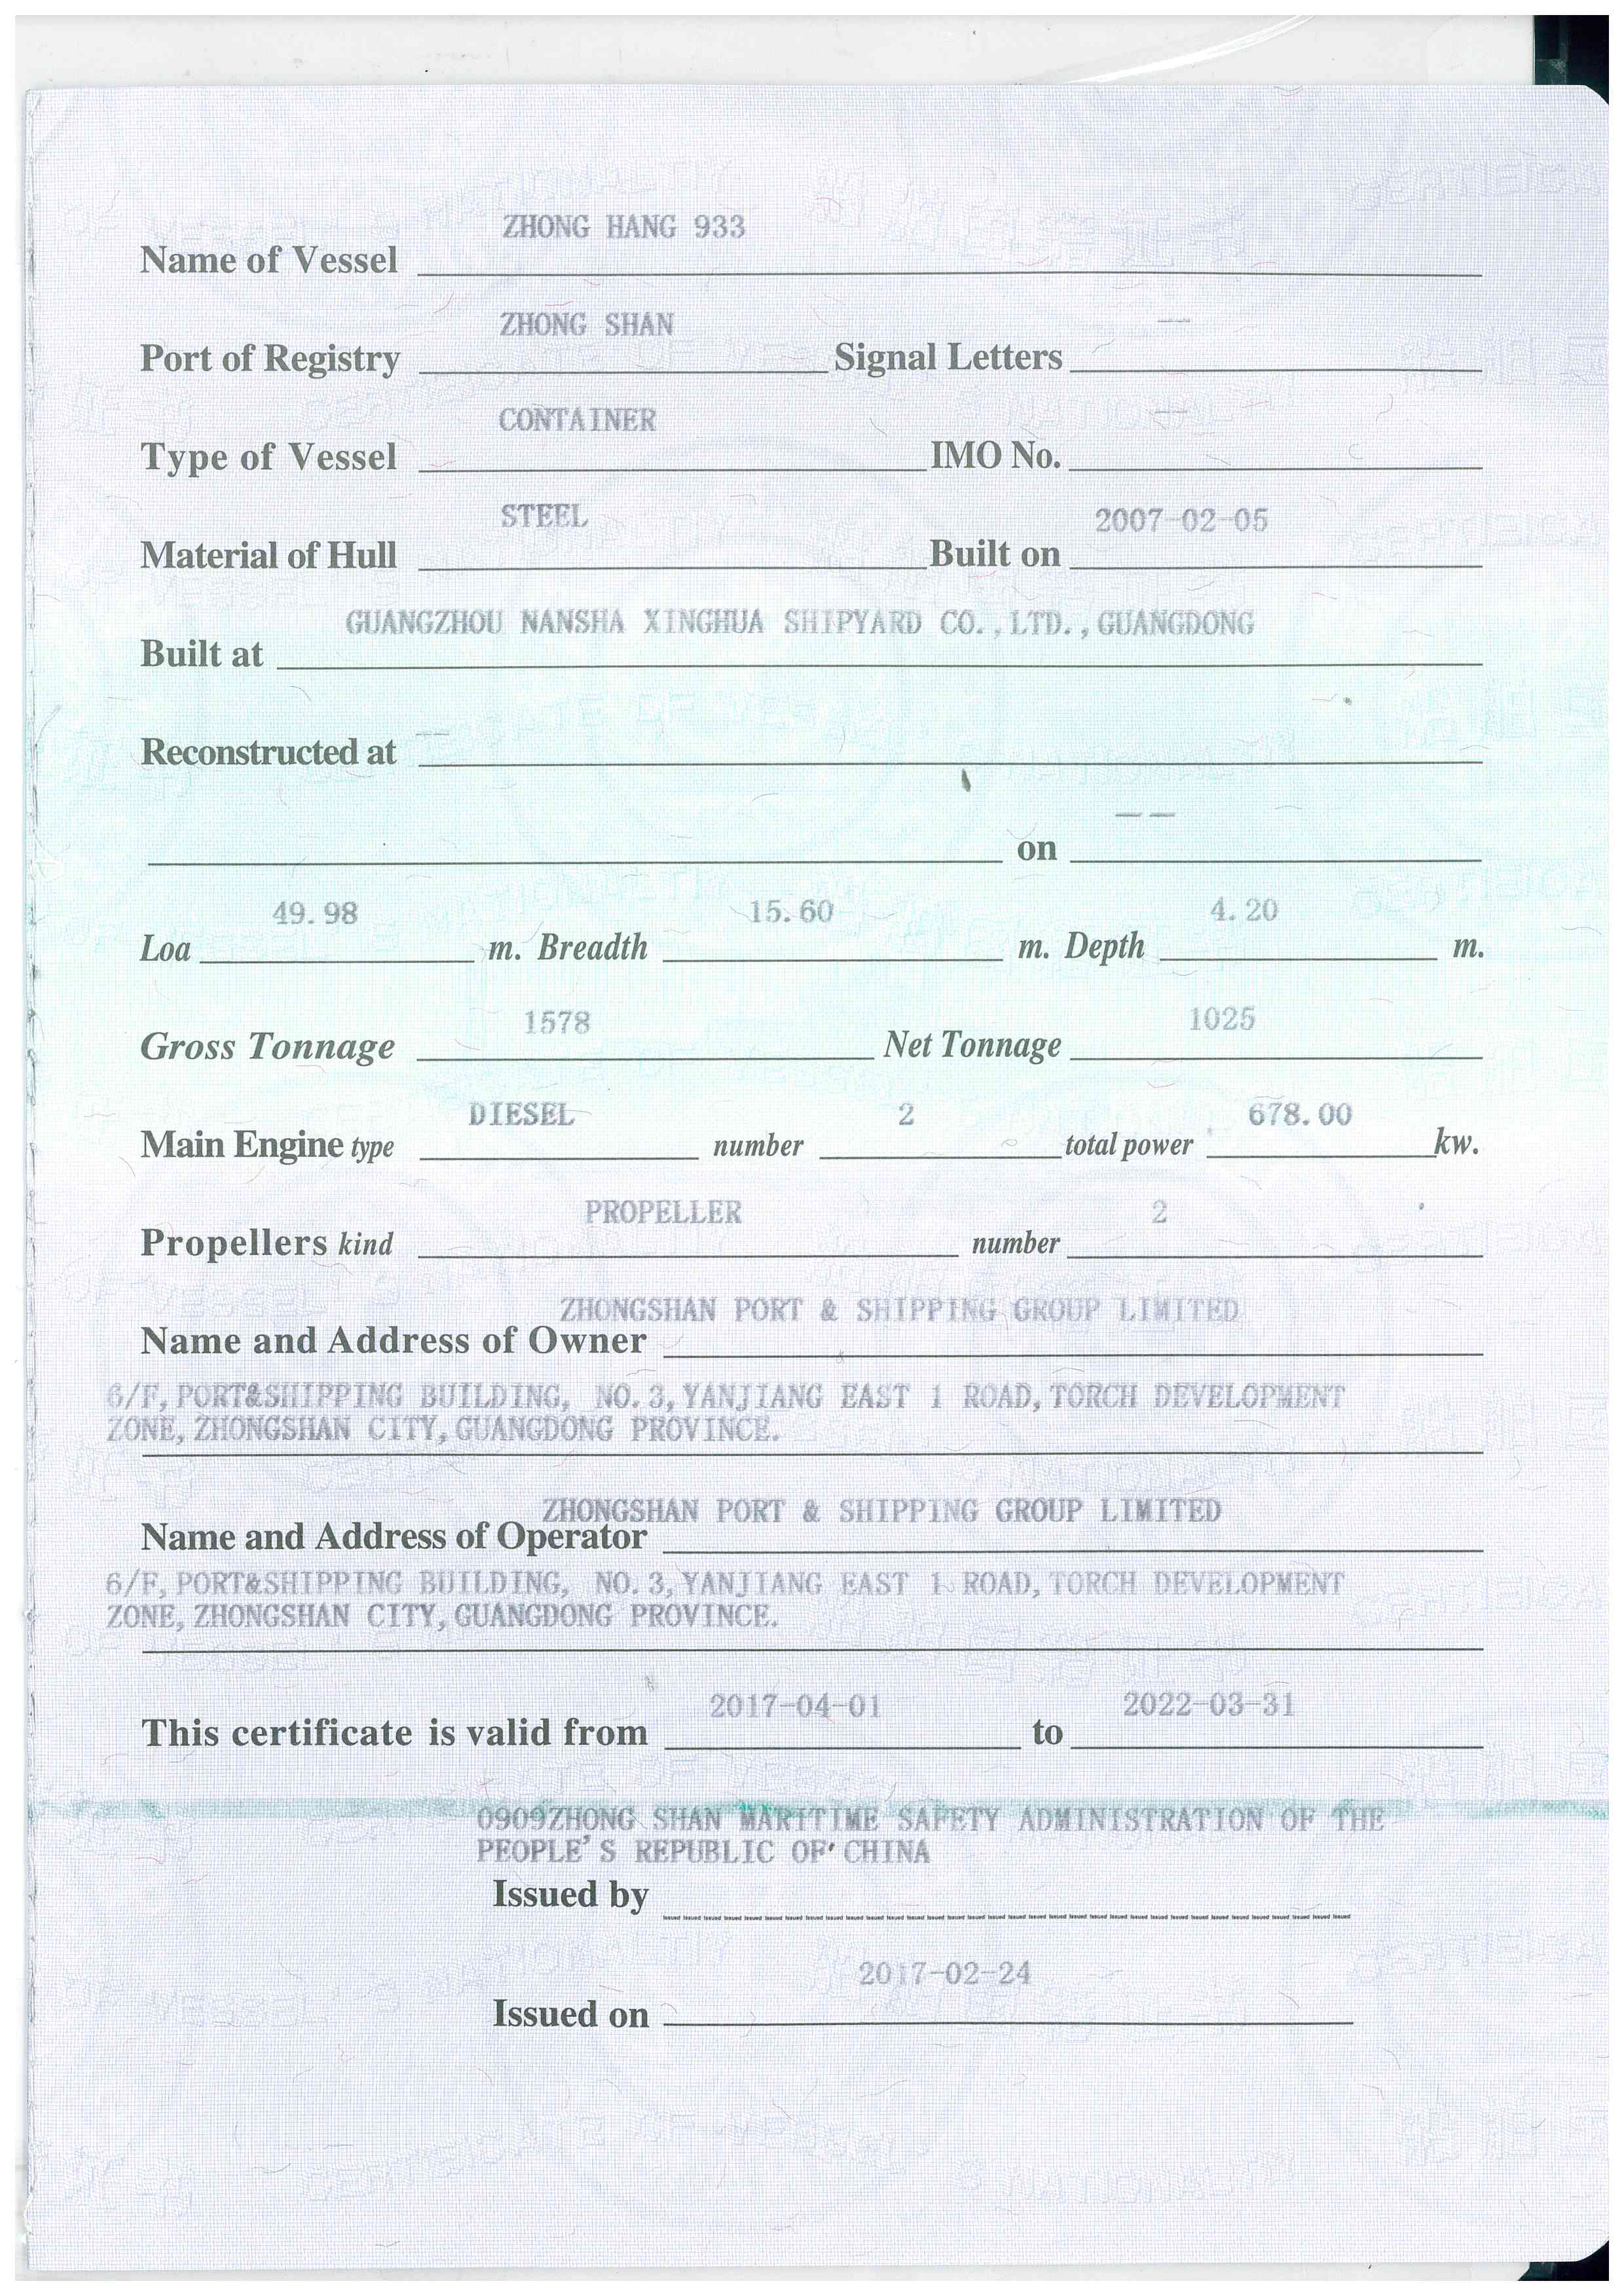 ZHONG HANG 933
Name of Vessel
ZHONG SHAN --
Port of Registry Signal Letters
CONTAINER --
Type of Vessel IMO No.
STEEL 2007-02-05
Material of Hull Built on
GUANGZHOU NANSHA XINGHUA SHIPYARD CO.,LTD.,GUANGDONG
Built at
Reconstructed at --
-- 
on
49.98 15.60 4.20
Loa m. Breadth m. Depth m.
1578 1025
Gross Tonnage Net Tonnage
DIESEL 2 678.00
Main Engine type number total power kw.
PROPELLER 2
Propellers kind number
ZHONGSHAN PORT & SHIPPING GROUP LIMITED
Name and Address of Owner
6/F,PORT&SHIPPING BUILDING, NO.3,YANJIANG EAST 1 ROAD,TORCH DEVELOPMENT
ZONE,ZHONGSHAN CITY,GUANGDONG PROVINCE.
ZHONGSHAN PORT & SHIPPING GROUP LIMITED
Name and Address of Operator
6/F,PORT&SHIPPING BUILDING, NO.3,YANJIANG EAST 1 ROAD,TORCH DEVELOPMENT
ZONE,ZHONGSHAN CITY,GUANGDONG PROVINCE.
2017-04-01 2022-03-31
This certificate is valid from to
0909ZHONG SHAN MARITIME SAFETY ADMINISTRATION OF THE
PEOPLE'S REPUBLIC OF CHINA
Issued by
2017-02-24
Issued on